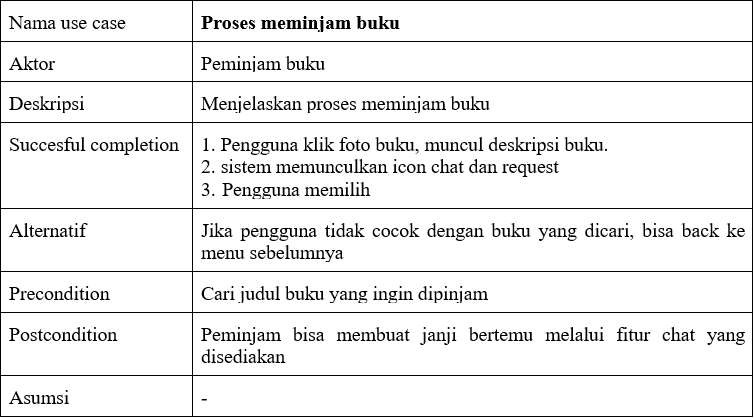 Nama use case Proses meminjam buku
Aktor Peminjam buku
Deskripsi Menjelaskan proses meminjam buku
Succesful completion 1. Pengguna klik foto buku, muncul deskripsi buku.
2. sistem memunculkan icon chat dan request
3. Pengguna memilih
Alternatif Jika pengguna tidak cocok dengan buku yang dicari, bisa back ke
menu sebelumnya
Precondition Cari judul buku yang ingin dipinjam
Postcondition Peminjam bisa membuat janji bertemu melalui fitur chat yang
disediakan
Asumsi -